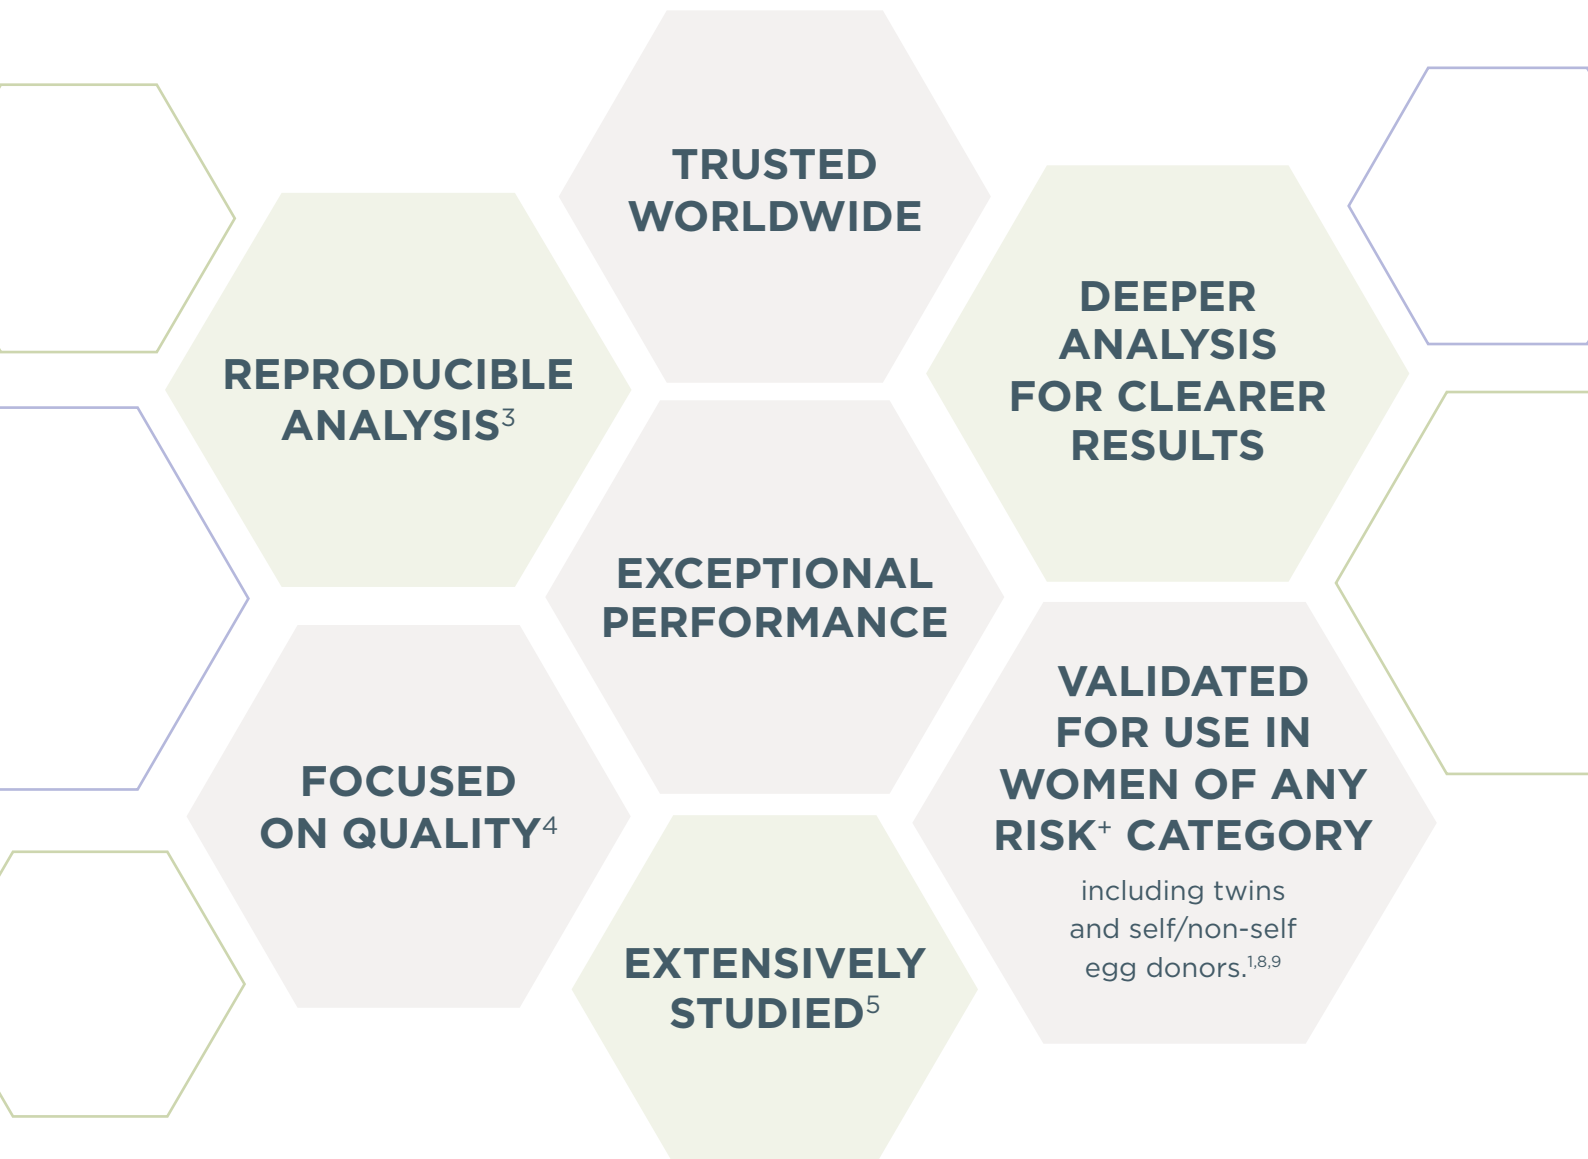 TRUSTED
WORLDWIDE
REPRODUCIBLE
ANALYSIS³
DEEPER
ANALYSIS
FOR CLEARER
RESULTS
EXCEPTIONAL
PERFORMANCE
FOCUSED
ON QUALITY⁴
VALIDATED
FOR USE IN
WOMEN OF ANY
RISK⁺ CATEGORY
including twins
and self/non-self
egg donors.¹,⁸,⁹
EXTENSIVELY
STUDIED⁵